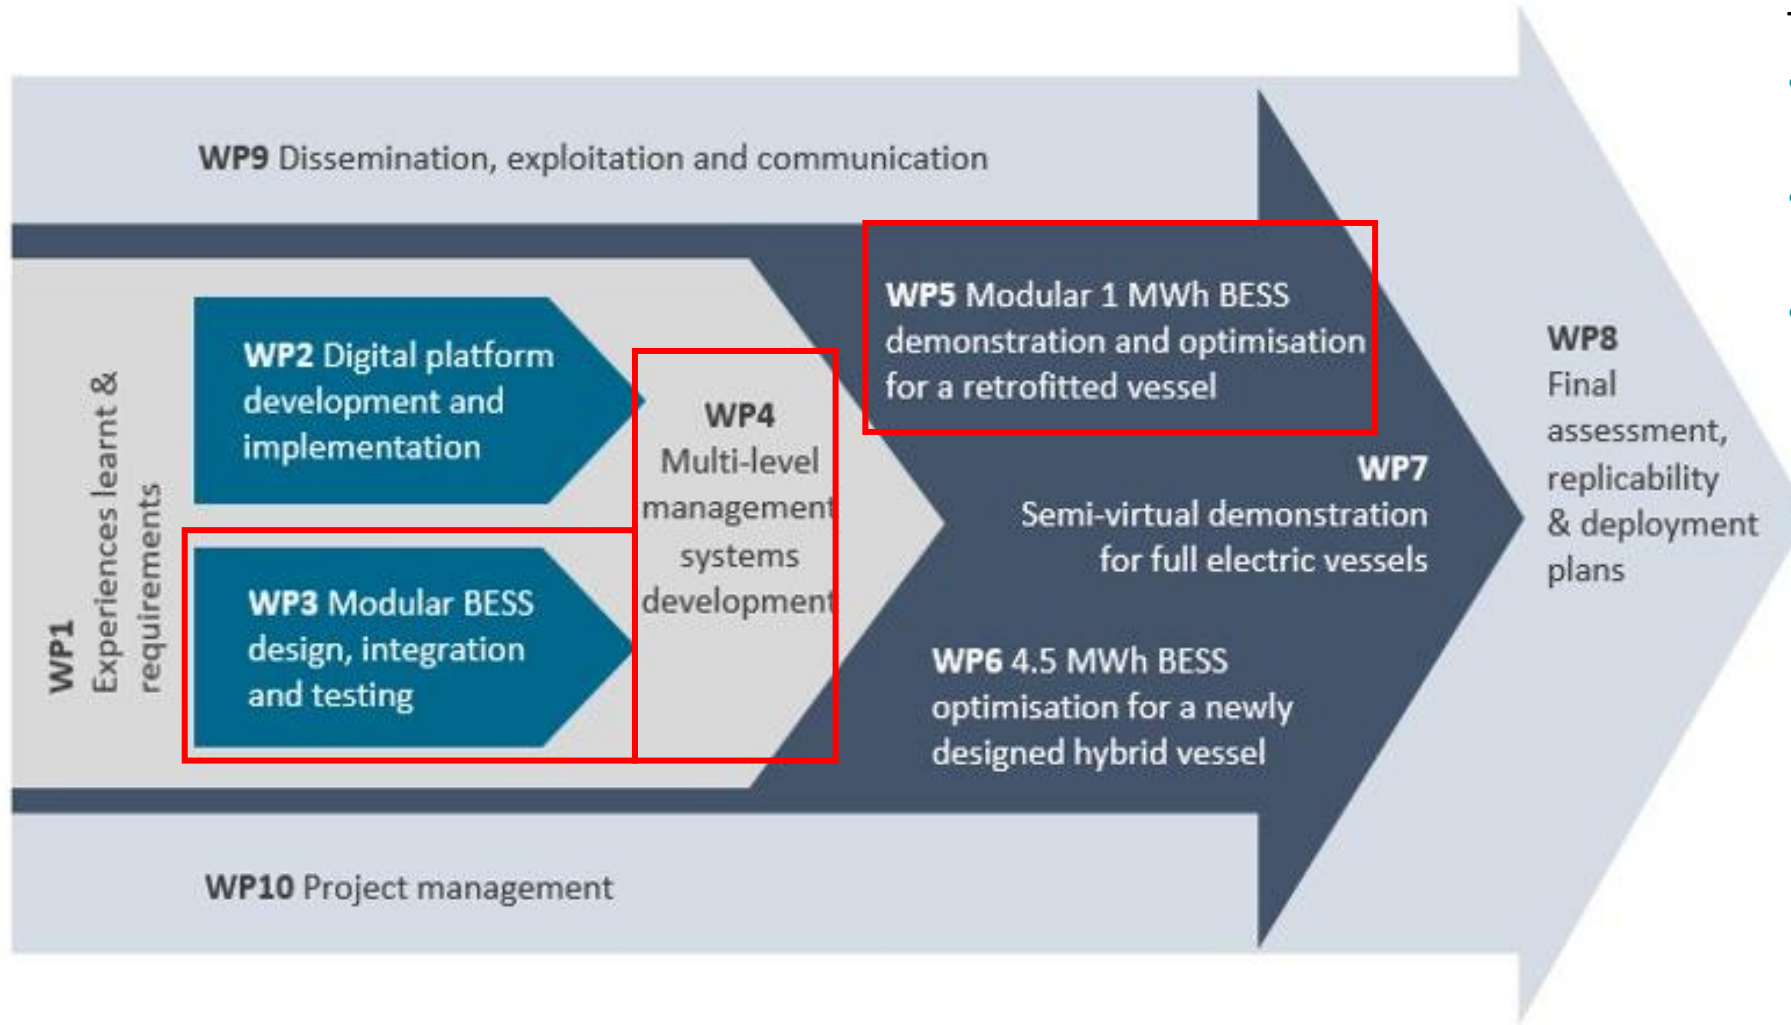 WP9 Dissemination, exploitation and communication
WP1
Experiences learnt &
requirements
WP2 Digital platform
development and
implementation
WP3 Modular BESS
design, integration
and testing
WP4
Multi-level
management
systems
development
WP5 Modular 1 MWh BESS
demonstration and optimisation
for a retrofitted vessel
WP7
Semi-virtual demonstration
for full electric vessels
WP6 4.5 MWh BESS
optimisation for a newly
designed hybrid vessel
WP8
Final
assessment,
replicability
& deployment
plans
WP10 Project management